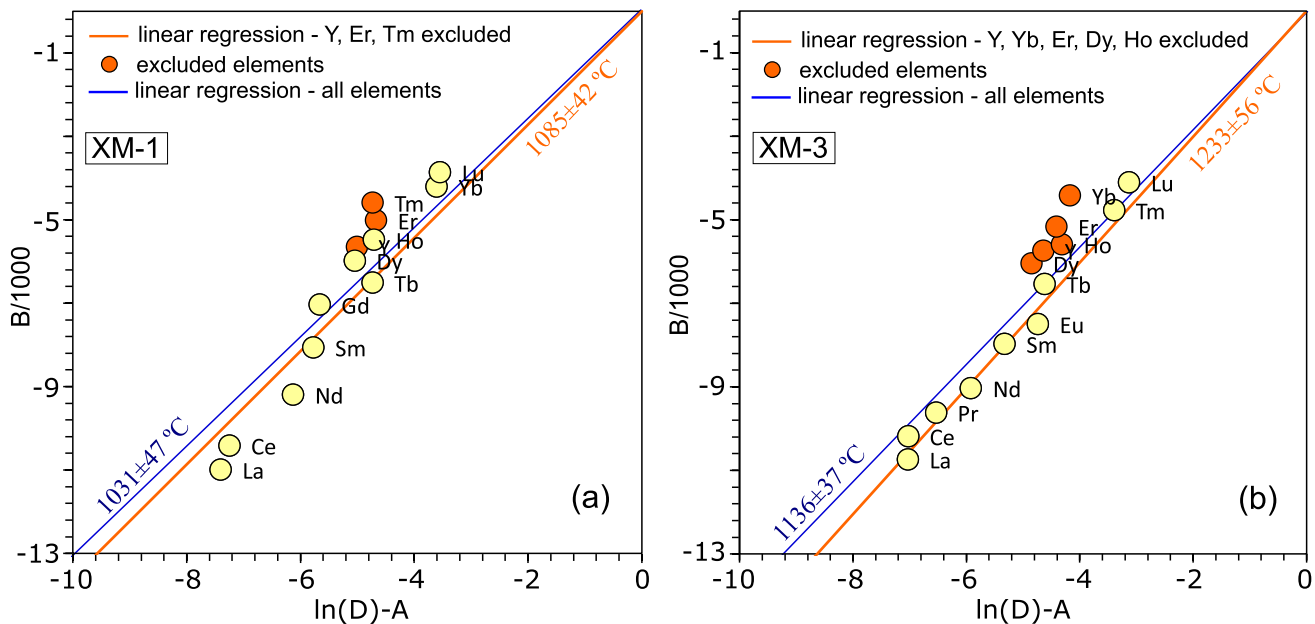 linear regression - Y, Er, Tm excluded
excluded elements
linear regression - all elements
XM-1
1085±42 ºC
1031±47 ºC
Lu
Yb
Tm
Er
y Ho
Dy
Tb
Gd
Sm
Nd
Ce
La
(a)
-1
-5
-9
-13
B/1000
-10
-8
-6
-4
-2
0
ln(D)-A
linear regression - Y, Yb, Er, Dy, Ho excluded
excluded elements
linear regression - all elements
XM-3
1233±56 ºC
1136±37 ºC
Lu
Yb
Tm
Er
y Ho
Dy
Tb
Eu
Sm
Nd
Pr
Ce
La
(b)
-1
-5
-9
-13
B/1000
-10
-8
-6
-4
-2
0
ln(D)-A